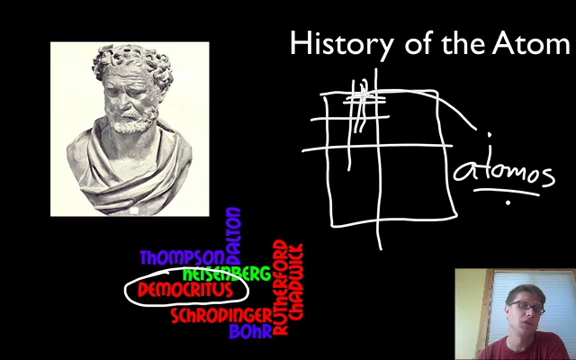 History of the Atom
atomos
DALTON
THOMPSON
HEISENBERG
DEMOCRITUS
RUTHERFORD
CHADWICK
SCHRODINGER
BOHR